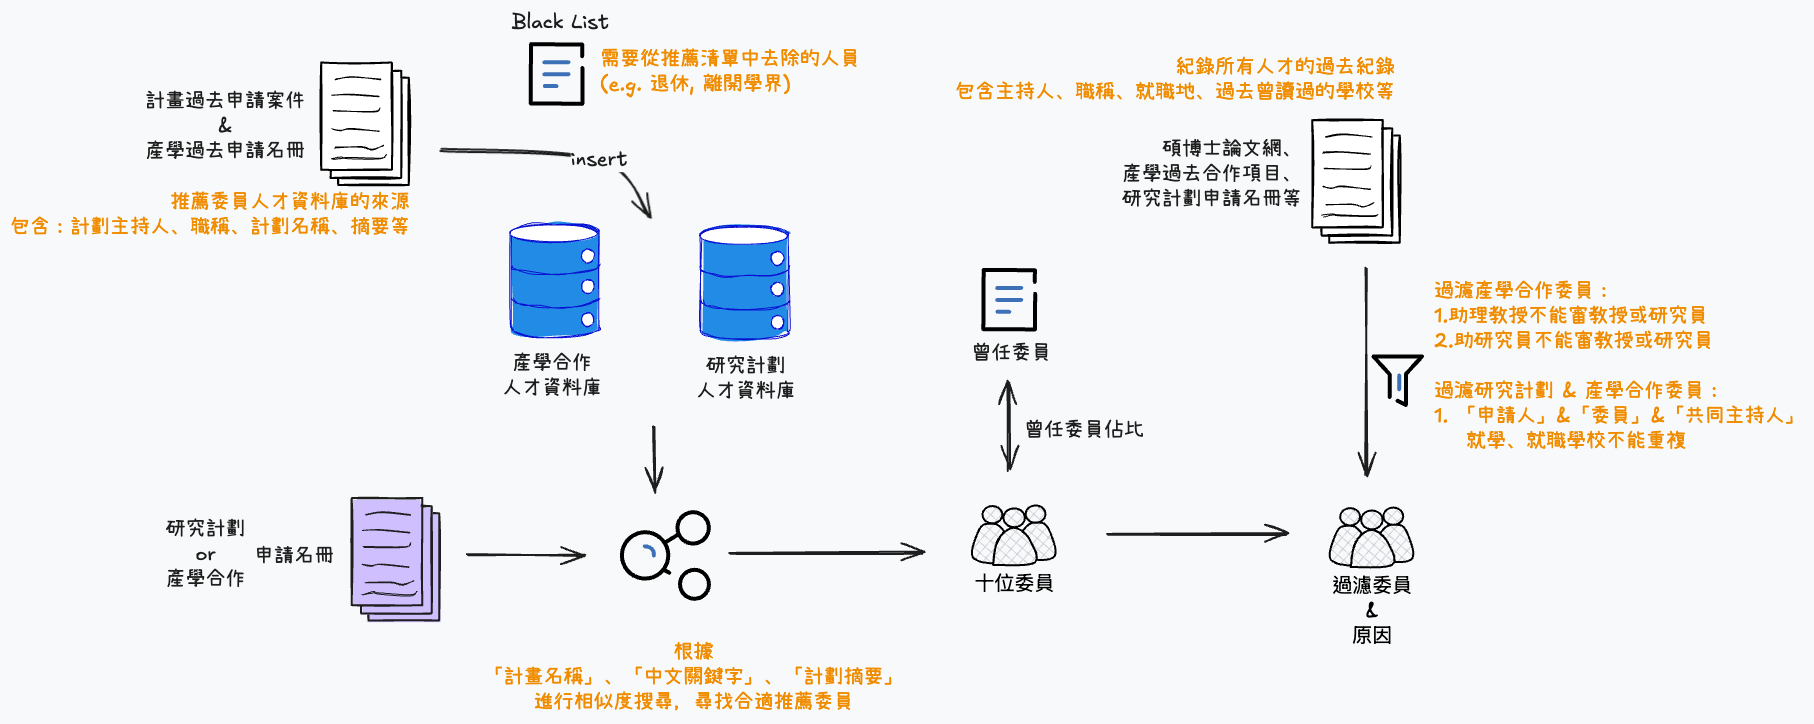 Black List
需要從推薦清單中去除的人員
(e.g. 退休, 離開學界)
計畫過去申請案件
&
產學過去申請名冊
推薦委員人才資料庫的來源
包含：計劃主持人、職稱、計劃名稱、摘要等
insert
產學合作
人才資料庫
研究計劃
人才資料庫
紀錄所有人才的過去紀錄
包含主持人、職稱、就職地、過去曾讀過的學校等
碩博士論文網、
產學過去合作項目、
研究計劃申請名冊等
曾任委員
曾任委員佔比
過濾產學合作委員：
1.助理教授不能審教授或研究員
2.助研究員不能審教授或研究員
過濾研究計劃 & 產學合作委員：
1. 「申請人」&「委員」&「共同主持人」
就學、就職學校不能重複
研究計劃
or
產學合作
申請名冊
根據
「計畫名稱」、「中文關鍵字」、「計劃摘要」
進行相似度搜尋, 尋找合適推薦委員
十位委員
過濾委員
&
原因